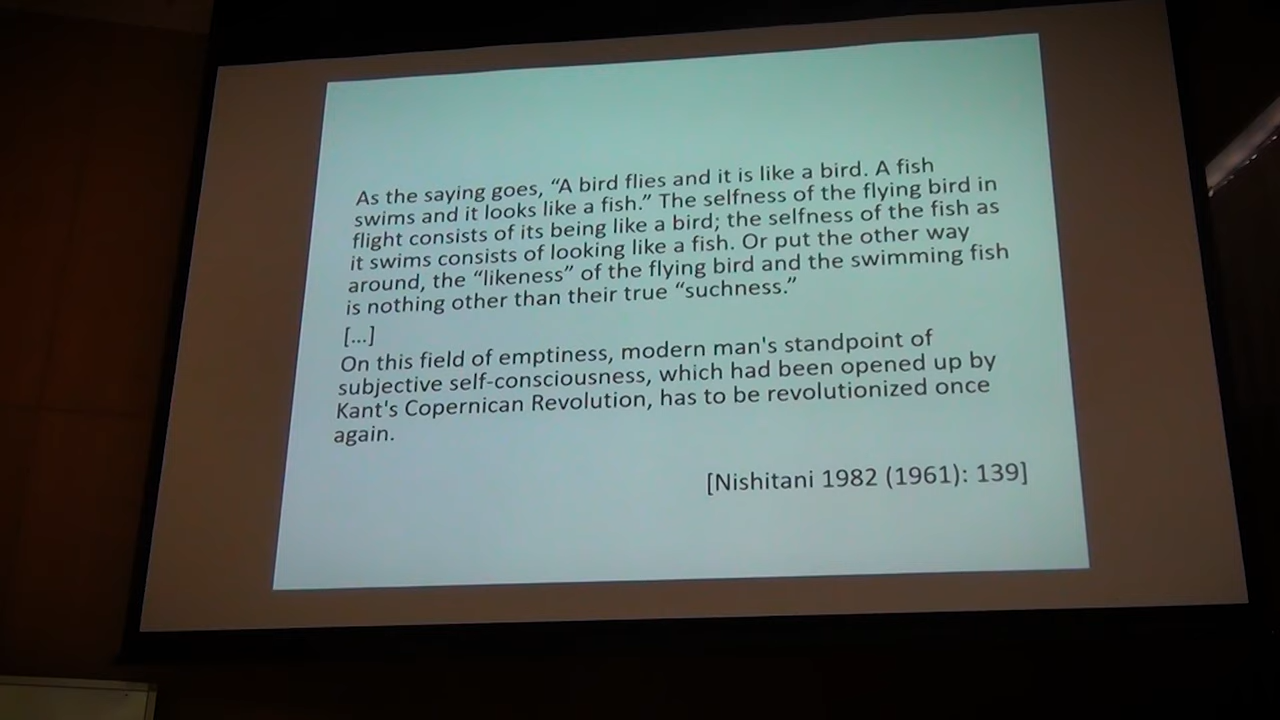 As the saying goes, “A bird flies and it is like a bird. A fish
swims and it looks like a fish.” The selfness of the flying bird in
flight consists of its being like a bird; the selfness of the fish as
it swims consists of looking like a fish. Or put the other way
around, the “likeness” of the flying bird and the swimming fish
is nothing other than their true “suchness.”
[...]
On this field of emptiness, modern man's standpoint of
subjective self-consciousness, which had been opened up by
Kant's Copernican Revolution, has to be revolutionized once
again.
[Nishitani 1982 (1961): 139]